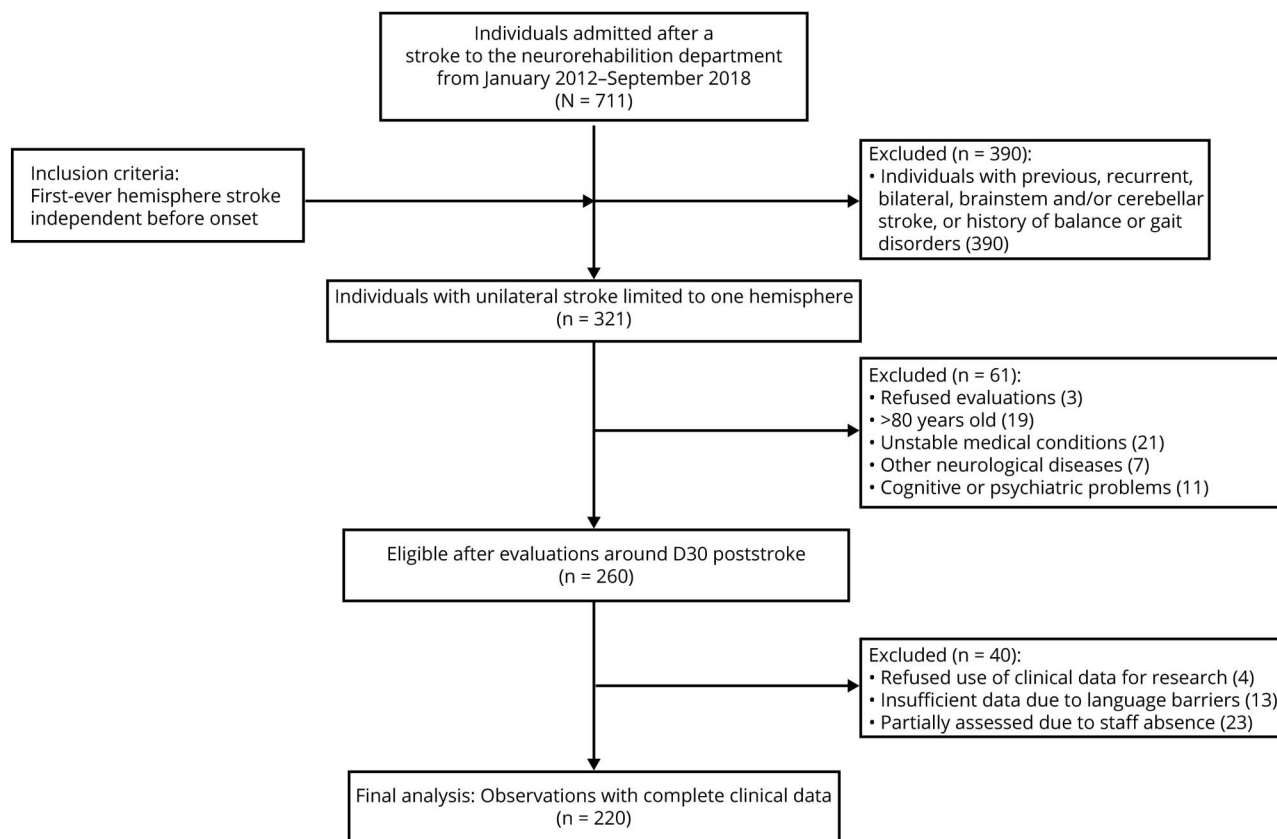 Individuals admitted after a
stroke to the neurorehabilition department
from January 2012–September 2018
(N = 711)
Inclusion criteria:
First-ever hemisphere stroke
independent before onset
Excluded (n = 390):
• Individuals with previous, recurrent,
bilateral, brainstem and/or cerebellar
stroke, or history of balance or gait
disorders (390)
Individuals with unilateral stroke limited to one hemisphere
(n = 321)
Excluded (n = 61):
• Refused evaluations (3)
• >80 years old (19)
• Unstable medical conditions (21)
• Other neurological diseases (7)
• Cognitive or psychiatric problems (11)
Eligible after evaluations around D30 poststroke
(n = 260)
Excluded (n = 40):
• Refused use of clinical data for research (4)
• Insufficient data due to language barriers (13)
• Partially assessed due to staff absence (23)
Final analysis: Observations with complete clinical data
(n = 220)